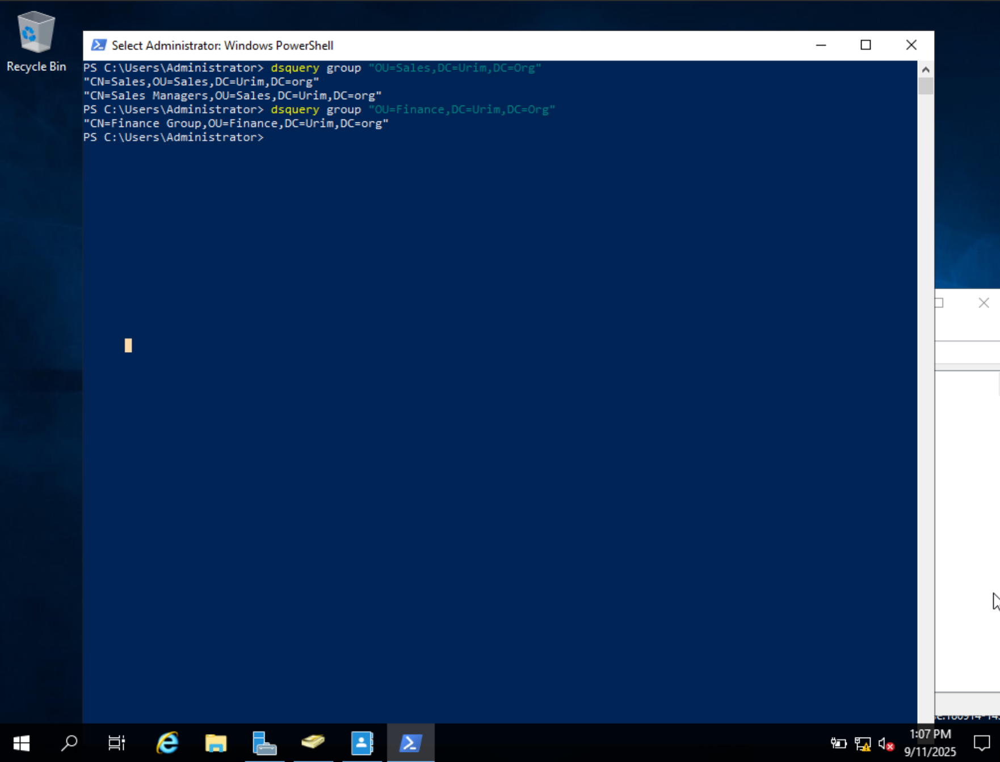 Recycle Bin
Select Administrator: Windows PowerShell
PS C:\Users\Administrator> dsquery group "OU=Sales,DC=Urim,DC=Org"
"CN=Sales,OU=Sales,DC=Urim,DC=org"
"CN=Sales Managers,OU=Sales,DC=Urim,DC=org"
PS C:\Users\Administrator> dsquery group "OU=Finance,DC=Urim,DC=Org"
"CN=Finance Group,OU=Finance,DC=Urim,DC=org"
PS C:\Users\Administrator>
1:07 PM
9/11/2025